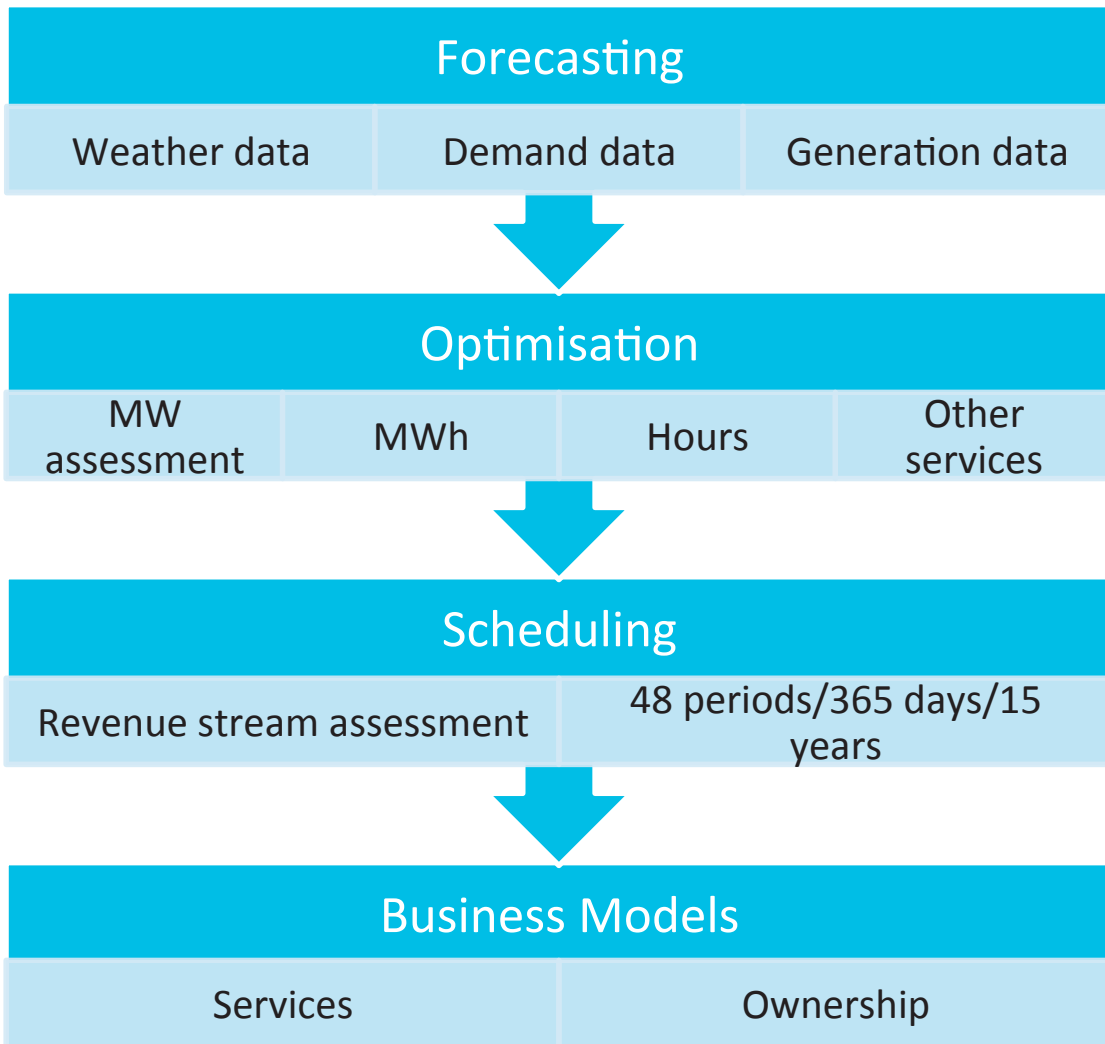 Forecasting
Weather data
Demand data
Generation data
Optimisation
MW
assessment
MWh
Hours
Other
services
Scheduling
Revenue stream assessment
48 periods/365 days/15
years
Business Models
Services
Ownership